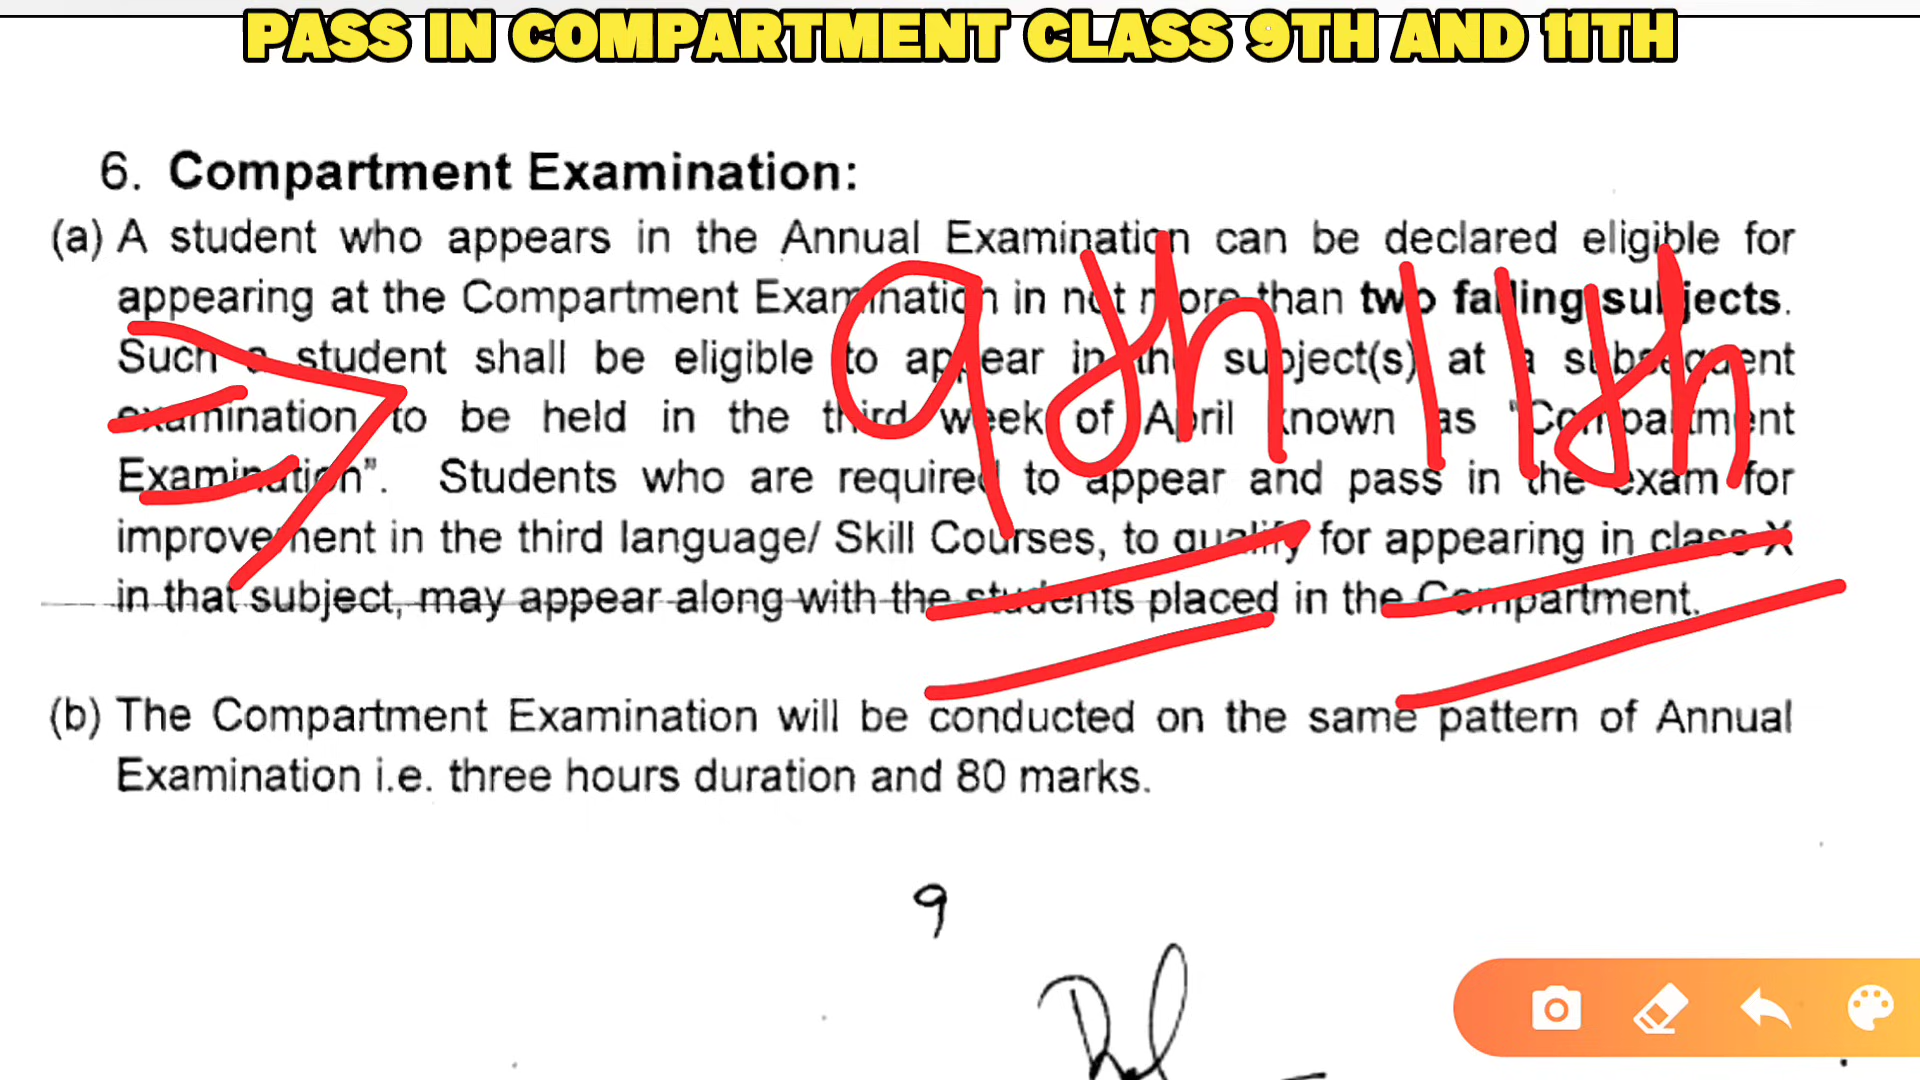 PASS IN COMPARTMENT CLASS 9TH AND 11TH
6. Compartment Examination:
(a) A student who appears in the Annual Examination can be declared eligible for
appearing at the Compartment Examination in not more than two failing subjects.
Such a student shall be eligible to appear in the subject(s) at a subsequent
examination to be held in the third week of April known as "Compartment
Examination". Students who are required to appear and pass in the exam for
improvement in the third language/ Skill Courses, to qualify for appearing in class X
in that subject, may appear along with the students placed in the Compartment.
9th 11th
(b) The Compartment Examination will be conducted on the same pattern of Annual
Examination i.e. three hours duration and 80 marks.
9